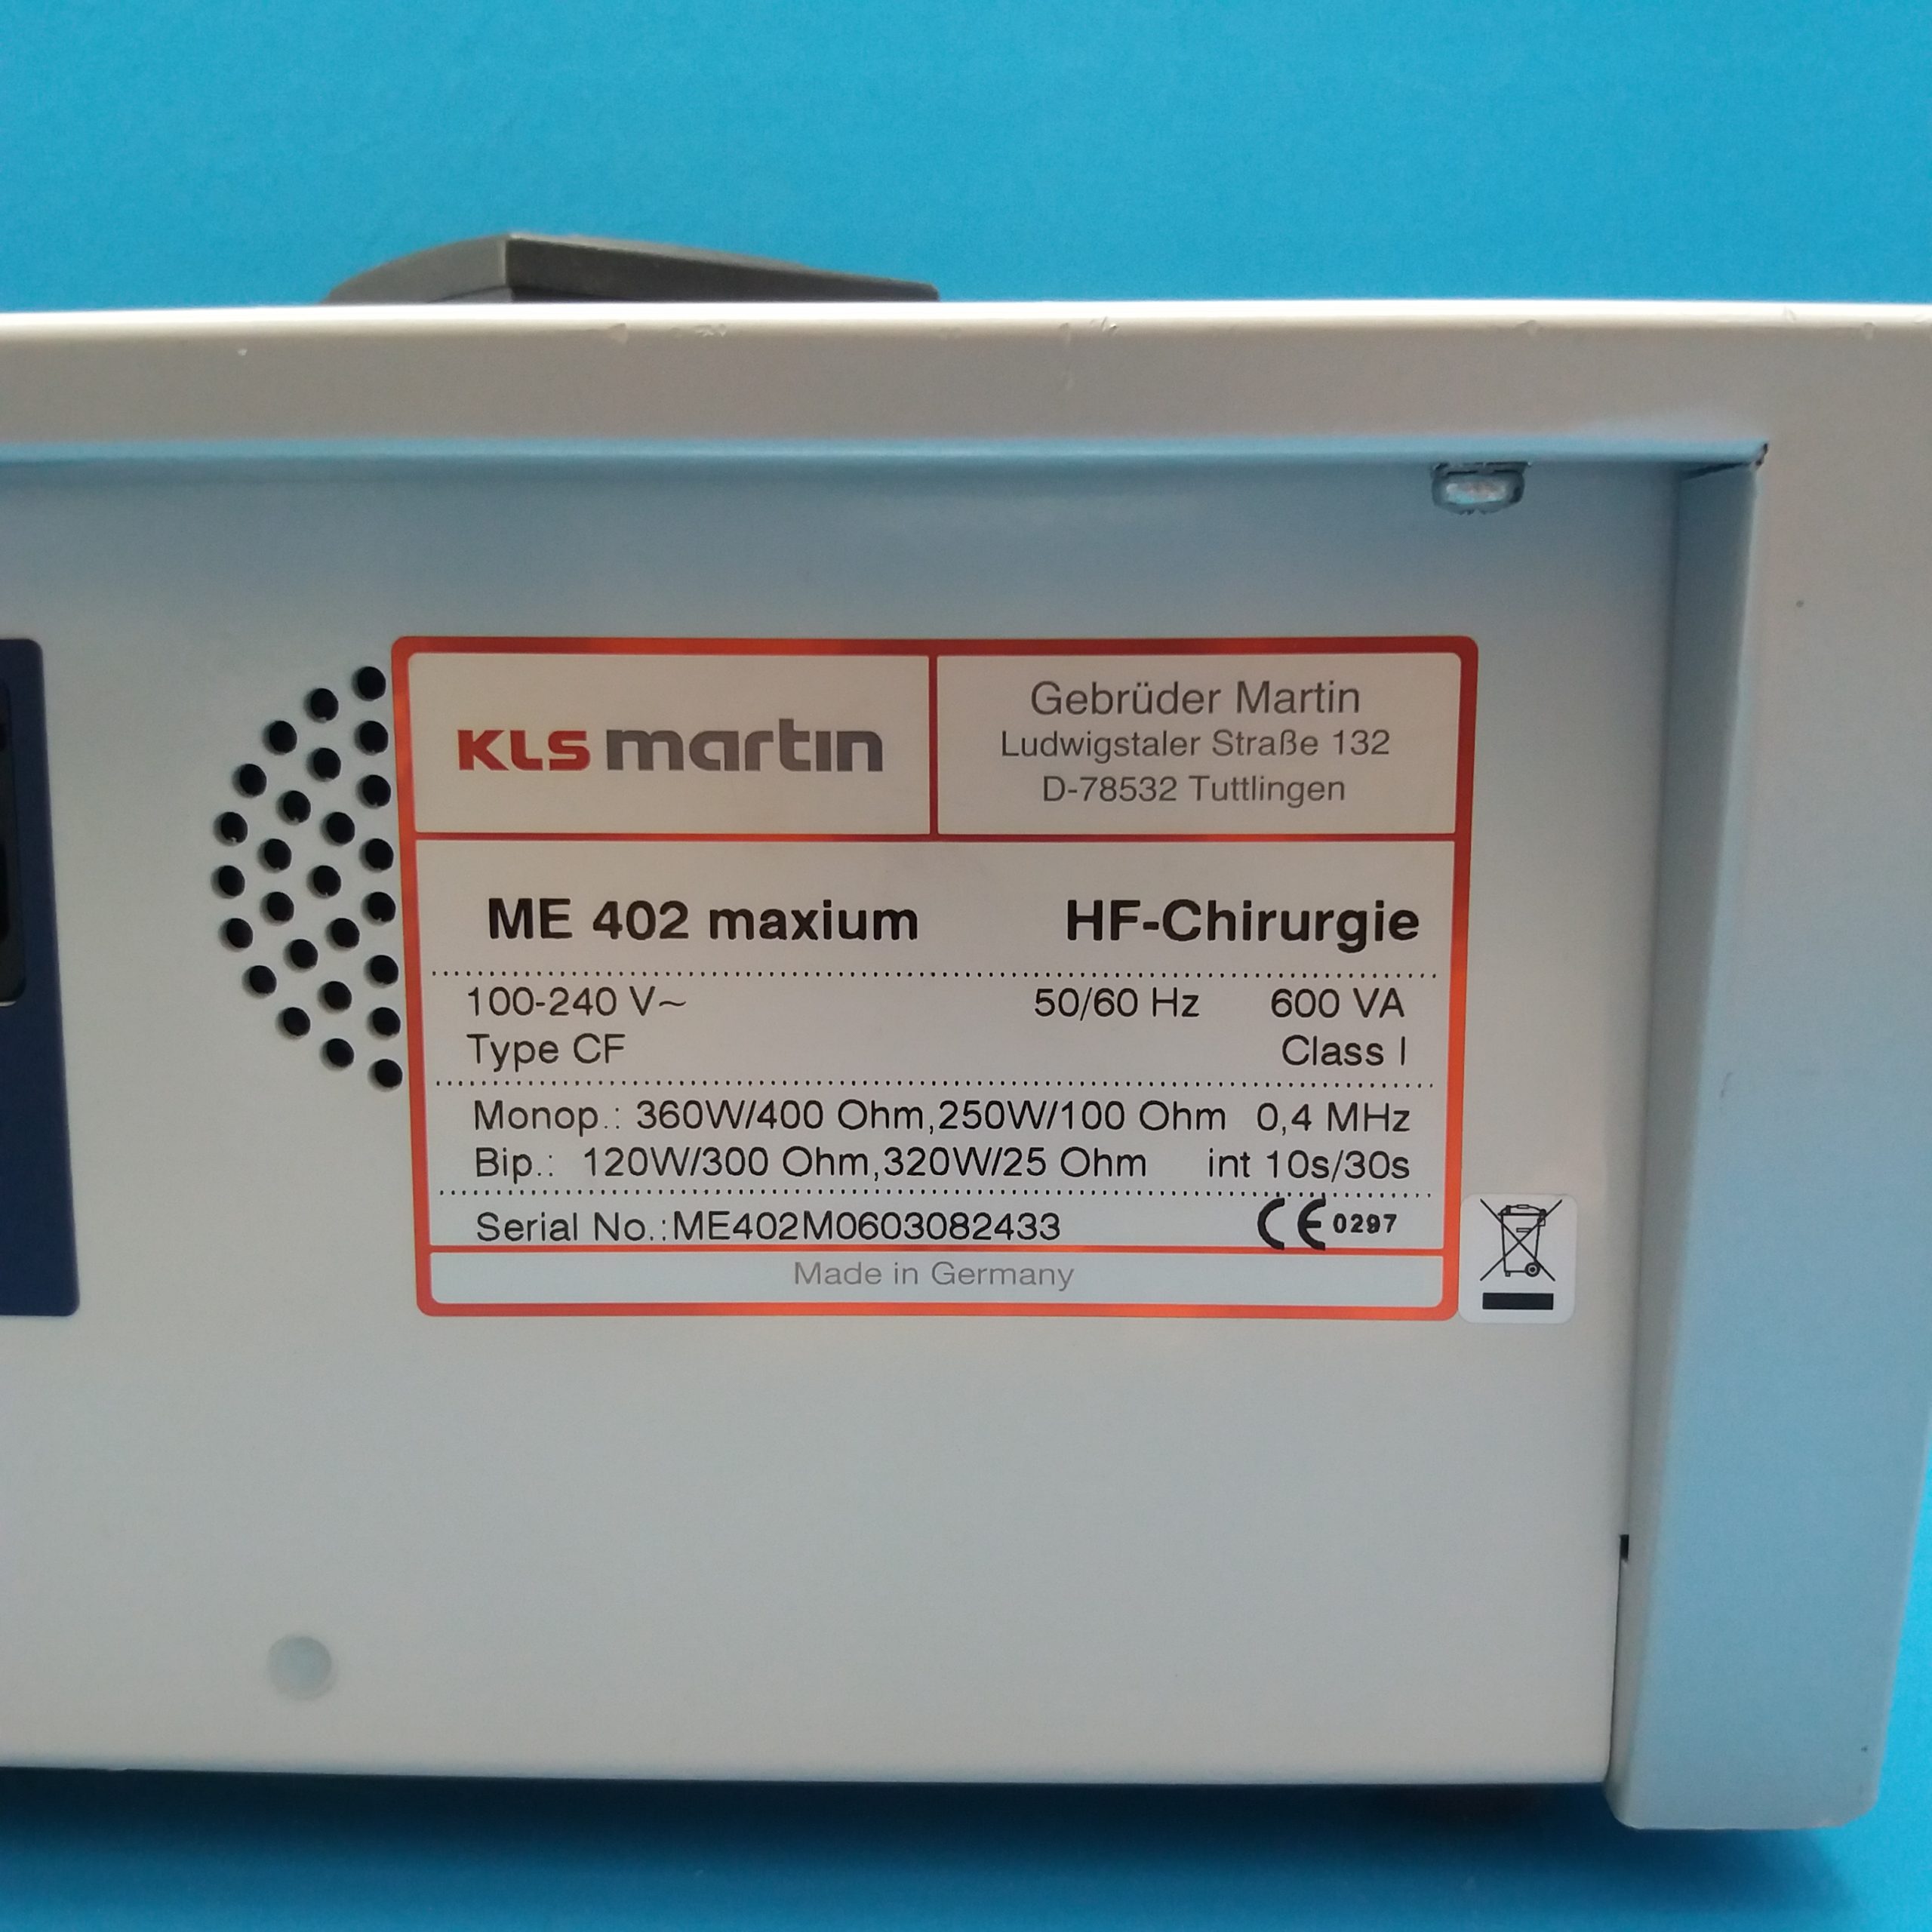 KLS martin
Gebrüder Martin
Ludwigstaler Straße 132
D-78532 Tuttlingen
ME 402 maxium HF-Chirurgie
100-240 V~ 50/60 Hz 600 VA
Type CF Class I
Monop.: 360W/400 Ohm,250W/100 Ohm 0,4 MHz
Bip.: 120W/300 Ohm,320W/25 Ohm int 10s/30s
Serial No.:ME402M0603082433 CE 0297
Made in Germany